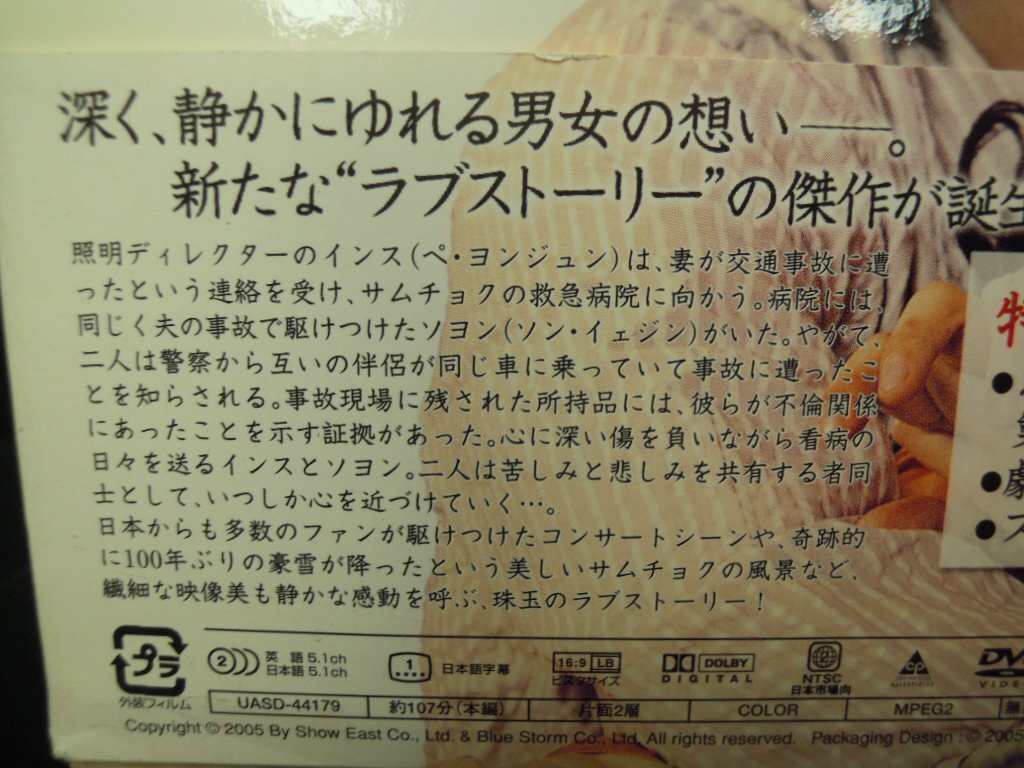 深く、静かにゆれる男女の想い――。
新たな“ラブストーリー”の傑作が誕生
照明ディレクターのインス(ペ・ヨンジュン)は、妻が交通事故に遭
ったという連絡を受け、サムチョクの救急病院に向かう。病院には、
同じく夫の事故で駆けつけたソヨン(ソン・イェジン)がいた。やがて、
二人は警察から互いの伴侶が同じ車に乗っていて事故に遭ったこ
とを知らされる。事故現場に残された所持品には、彼らが不倫関係
にあったことを示す証拠があった。心に深い傷を負いながら看病の
日々を送るインスとソヨン。二人は苦しみと悲しみを共有する者同
士として、いつしか心を近づけていく…。
日本からも多数のファンが駆けつけたコンサートシーンや、奇跡的
に100年ぶりの豪雪が降ったという美しいサムチョクの風景など、
繊細な映像美も静かな感動を呼ぶ、珠玉のラブストーリー!
特
劇
ス
プラ
外装フィルム
2 英語 5.1ch
日本語 5.1ch
1 日本語字幕
16:9 LB
ビスタサイズ
DOLBY
DIGITAL
2
NTSC
日本市場向
DVD
VIDEO
UASD-44179 約107分(本編) 片面2層 COLOR MPEG2 無
Copyright © 2005 By Show East Co., Ltd. & Blue Storm Co., Ltd. All rights reserved. Packaging Design : © 2005